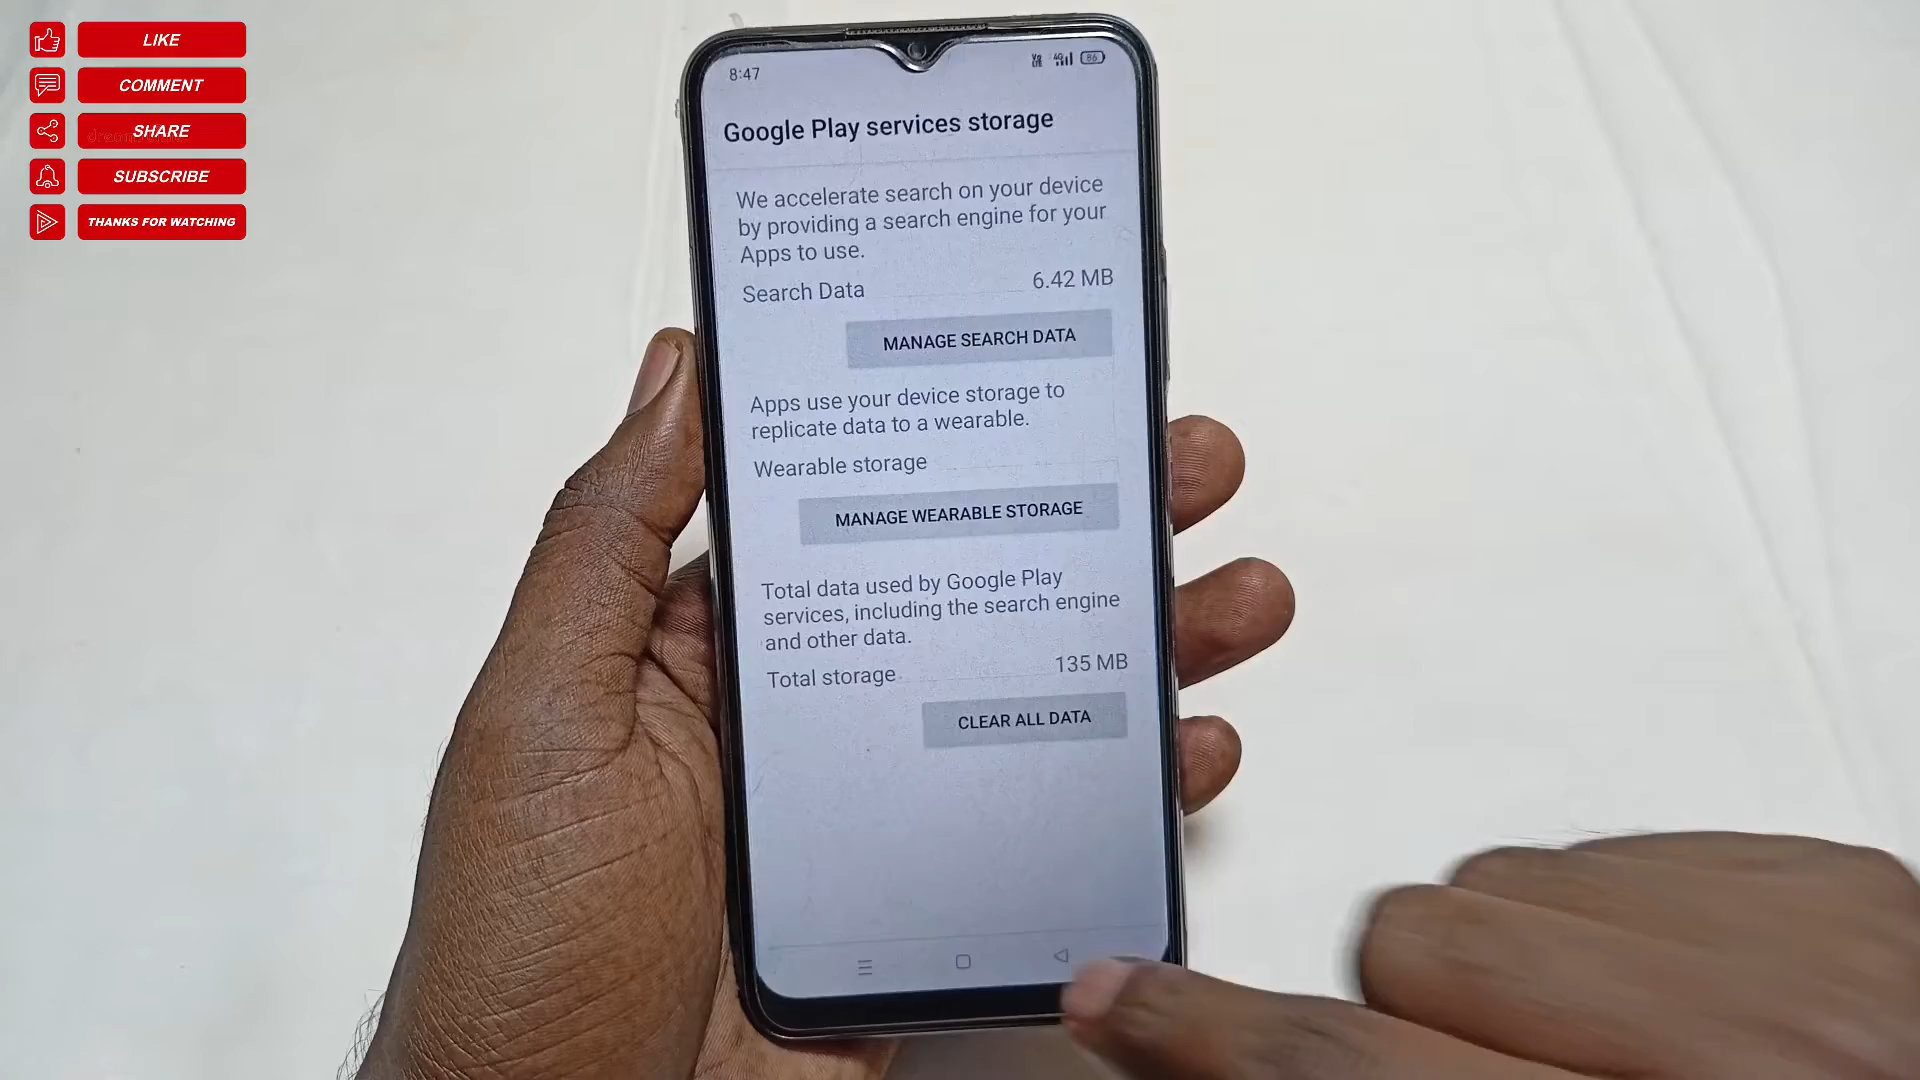 LIKE
COMMENT
SHARE
SUBSCRIBE
THANKS FOR WATCHING
8:47
86
Google Play services storage
We accelerate search on your device
by providing a search engine for your
Apps to use.
Search Data 6.42 MB
MANAGE SEARCH DATA
Apps use your device storage to
replicate data to a wearable.
Wearable storage
MANAGE WEARABLE STORAGE
Total data used by Google Play
services, including the search engine
and other data.
Total storage 135 MB
CLEAR ALL DATA